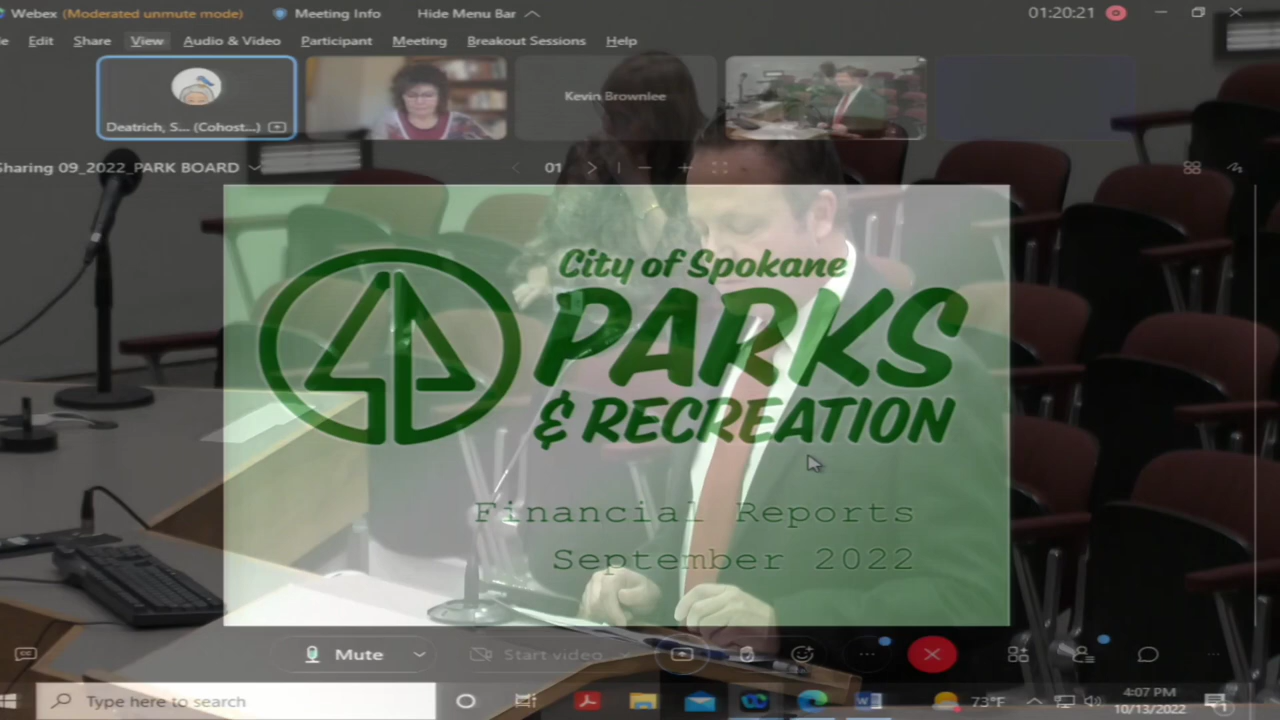 Webex (Moderated unmute mode) Meeting Info Hide Menu Bar 01:20:21
Edit Share View Audio & Video Participant Meeting Breakout Sessions Help
Kevin Brownlee
Deatrich, S... (Cohost...)
Sharing 09_2022_PARK BOARD 01
City of Spokane
PARKS
& RECREATION
Financial Reports
September 2022
Mute Start video
Type here to search 73°F 4:07 PM
10/13/2022